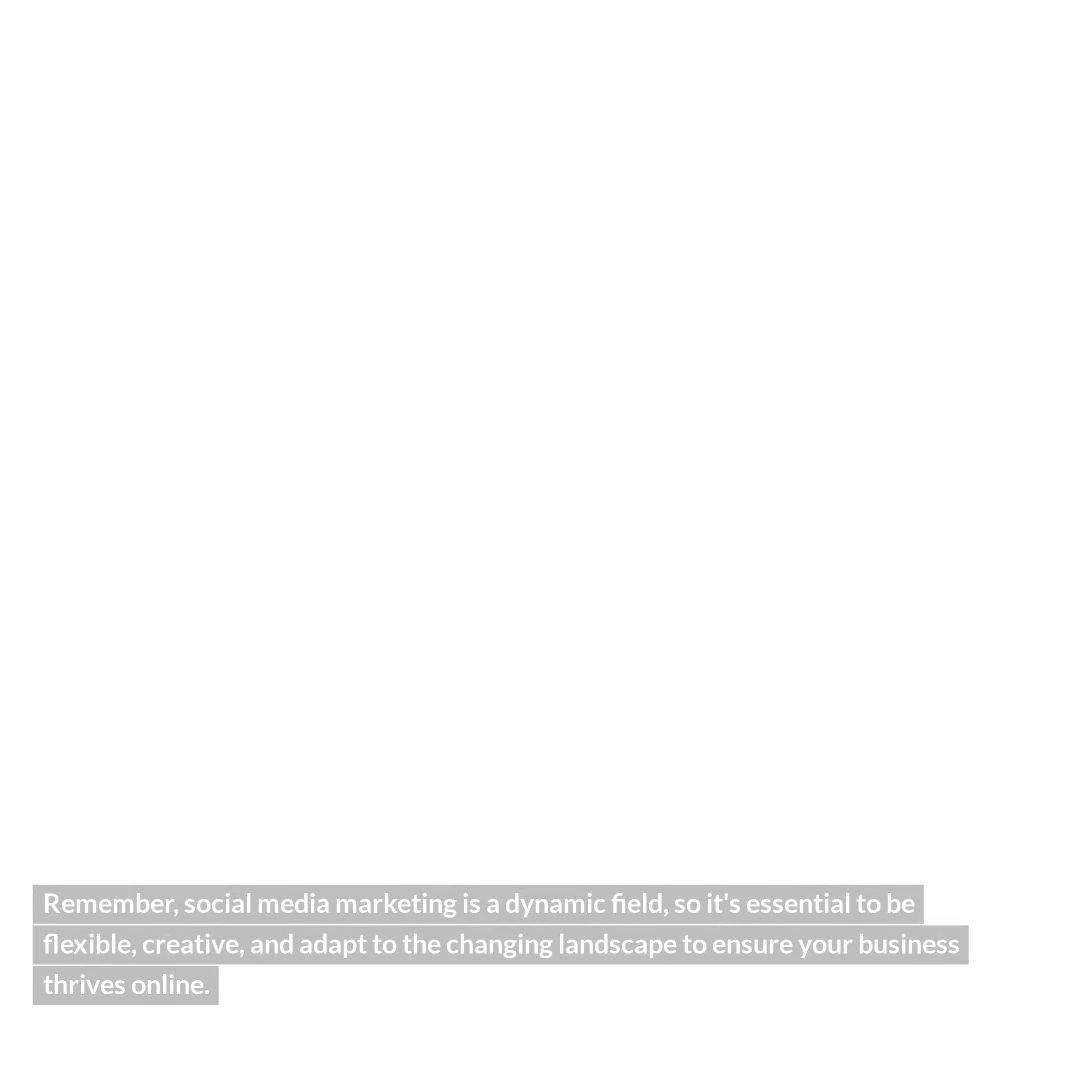 Remember, social media marketing is a dynamic field, so it's essential to be
flexible, creative, and adapt to the changing landscape to ensure your business
thrives online.